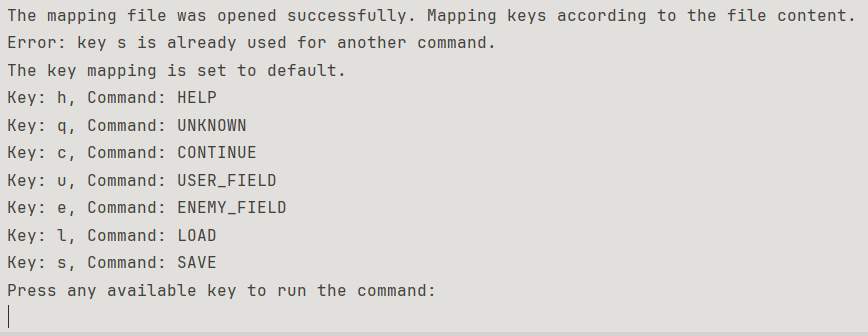 The mapping file was opened successfully. Mapping keys according to the file content.
Error: key s is already used for another command.
The key mapping is set to default.
Key: h, Command: HELP
Key: q, Command: UNKNOWN
Key: c, Command: CONTINUE
Key: u, Command: USER_FIELD
Key: e, Command: ENEMY_FIELD
Key: l, Command: LOAD
Key: s, Command: SAVE
Press any available key to run the command: